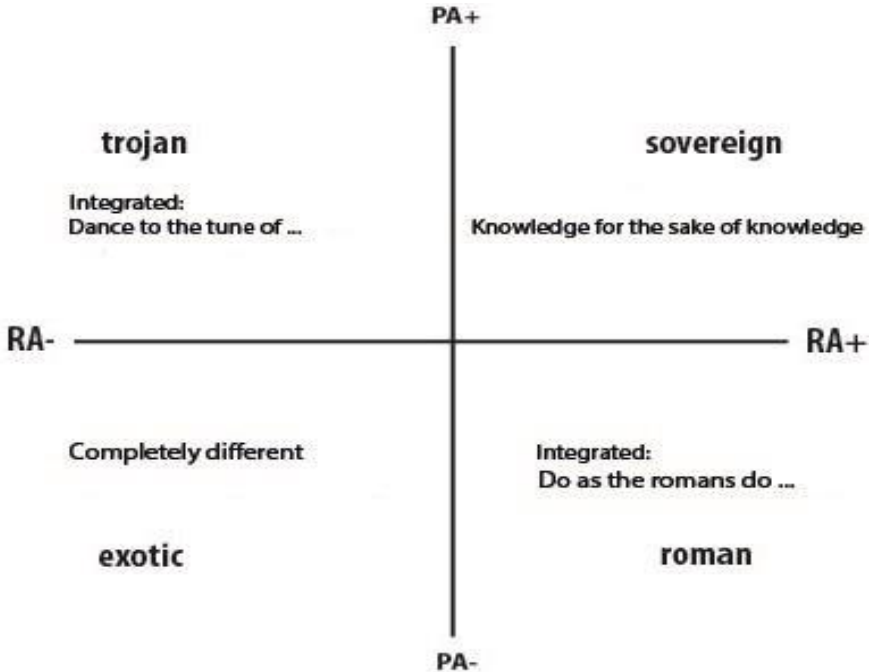 PA+
trojan
sovereign
Integrated:
Dance to the tune of ...
Knowledge for the sake of knowledge
RA-
RA+
Completely different
Integrated:
Do as the romans do ...
exotic
roman
PA-